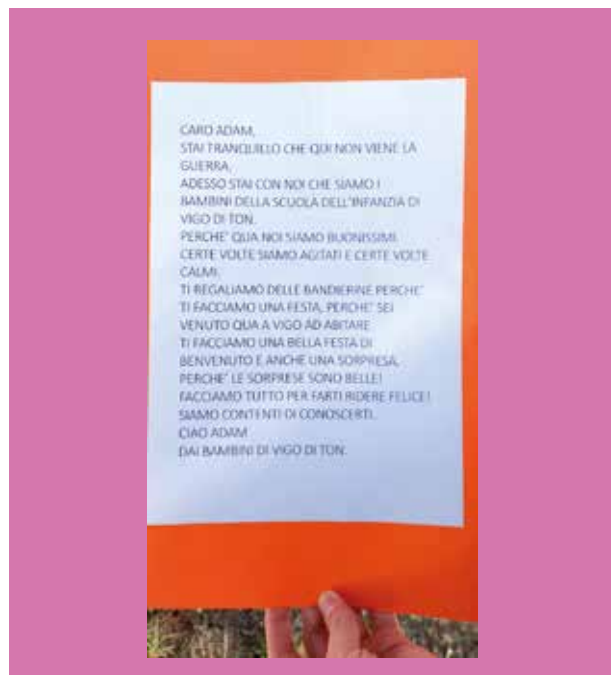 CARO ADAM,
STAI TRANQUILLO CHE QUI NON VIENE LA
GUERRA,
ADESSO STAI CON NOI CHE SIAMO I
BAMBINI DELLA SCUOLA DELL'INFANZIA DI
VIGO DI TON.
PERCHE' QUA NOI SIAMO BUONISSIMI.
CERTE VOLTE SIAMO AGITATI E CERTE VOLTE
CALMI.
TI REGALIAMO DELLE BANDIERINE PERCHE'
TI FACCIAMO UNA FESTA, PERCHE' SEI
VENUTO QUA A VIGO AD ABITARE
TI FACCIAMO UNA BELLA FESTA DI
BENVENUTO E ANCHE UNA SORPRESA,
PERCHE' LE SORPRESE SONO BELLE!
FACCIAMO TUTTO PER FARTI RIDERE FELICE!
SIAMO CONTENTI DI CONOSCERTI.
CIAO ADAM
DAI BAMBINI DI VIGO DI TON.